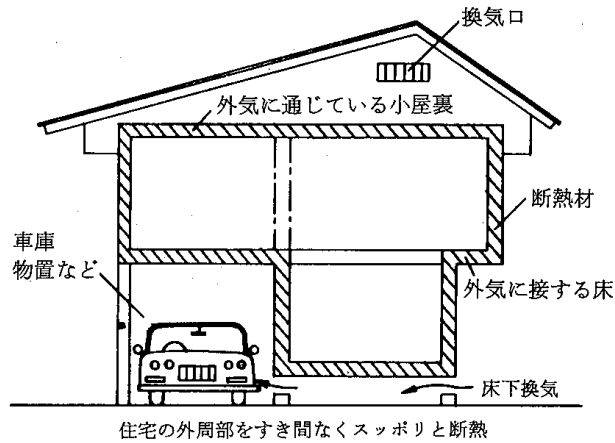 換気口
外気に通じている小屋裏
断熱材
車庫
物置など
外気に接する床
床下換気
住宅の外周部をすき間なくスッポリと断熱